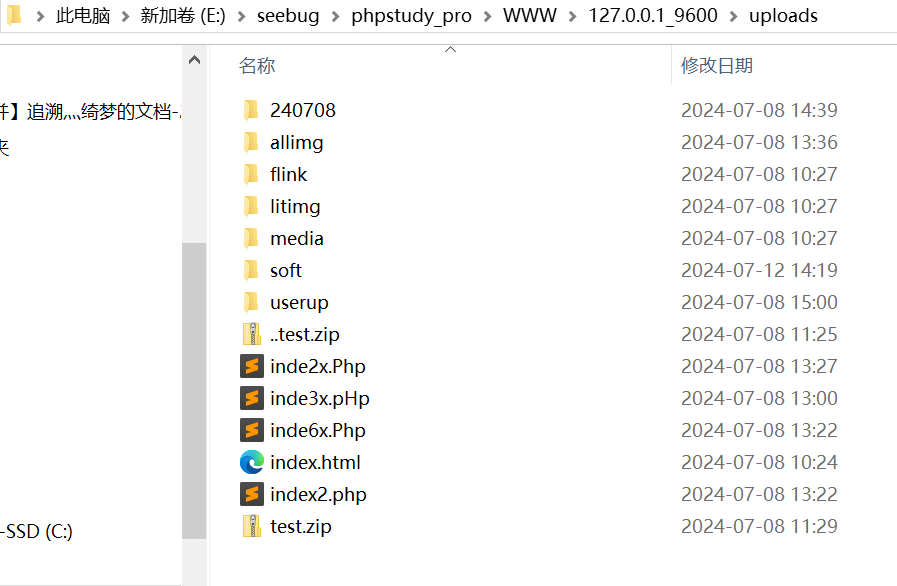 此电脑 新加卷 (E:) seebug phpstudy_pro WWW 127.0.0.1_9600 uploads
名称 修改日期
240708 2024-07-08 14:39
并】追溯灬绮梦的文档-
allimg 2024-07-08 13:36
夹
flink 2024-07-08 10:27
litimg 2024-07-08 10:27
media 2024-07-08 10:27
soft 2024-07-12 14:19
userup 2024-07-08 15:00
..test.zip 2024-07-08 11:25
inde2x.Php 2024-07-08 13:27
inde3x.pHp 2024-07-08 13:00
inde6x.Php 2024-07-08 13:22
index.html 2024-07-08 10:24
index2.php 2024-07-08 13:22
test.zip 2024-07-08 11:29
-SSD (C:)